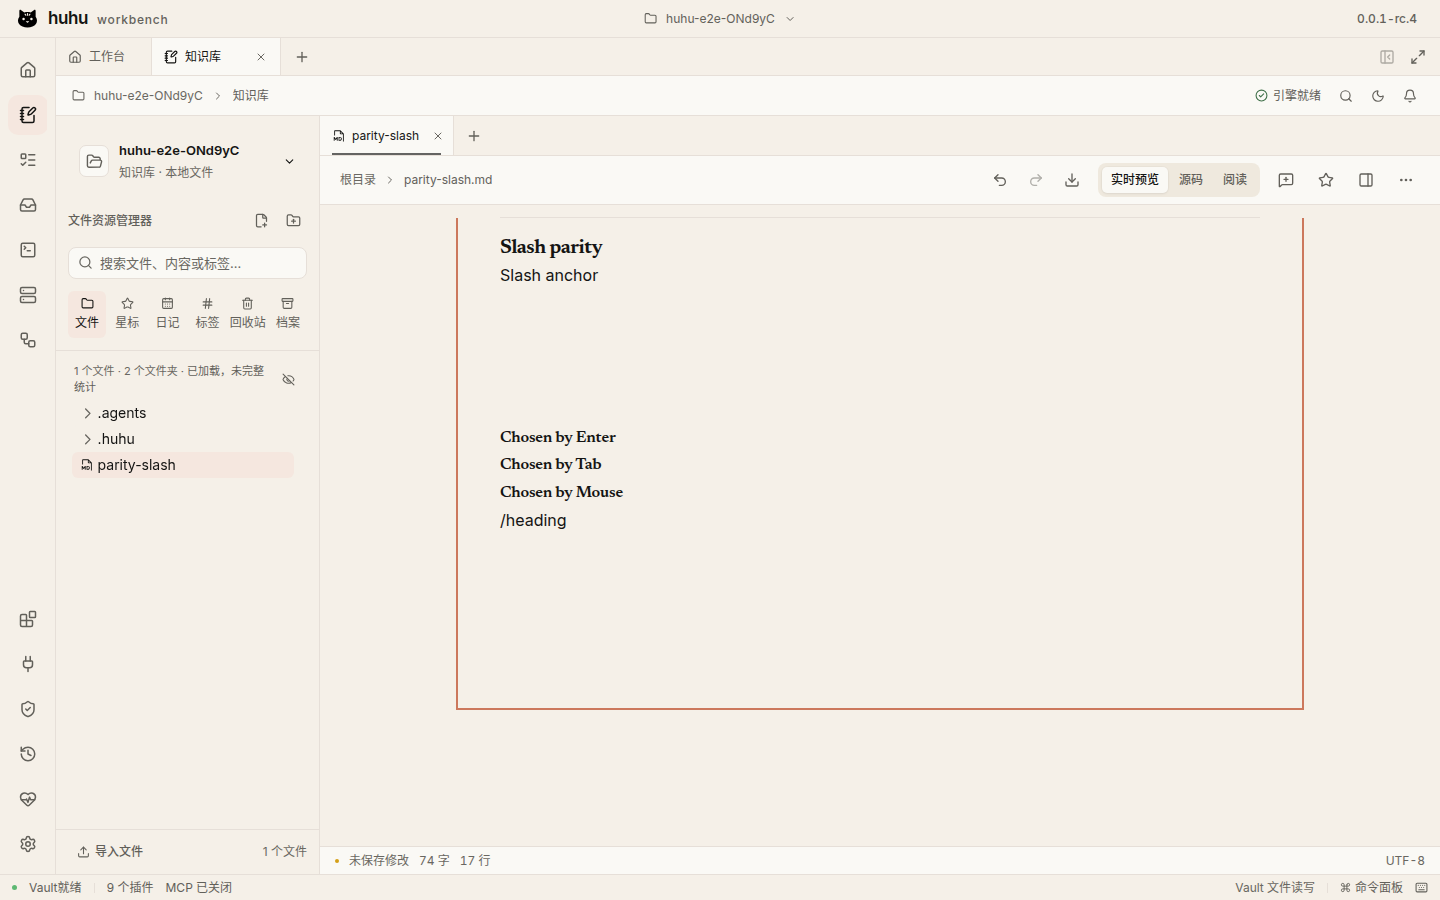 huhu workbench
huhu-e2e-ONd9yC
0.0.1-rc.4
工作台
知识库
huhu-e2e-ONd9yC
知识库
引擎就绪
huhu-e2e-ONd9yC
知识库 · 本地文件
文件资源管理器
搜索文件、内容或标签...
文件
星标
日记
标签
回收站
档案
1 个文件 · 2 个文件夹 · 已加载，未完整
统计
.agents
.huhu
parity-slash
导入文件
1 个文件
parity-slash
根目录
parity-slash.md
实时预览
源码
阅读
Slash parity
Slash anchor
Chosen by Enter
Chosen by Tab
Chosen by Mouse
/heading
未保存修改 74 字 17 行
UTF-8
Vault就绪
9 个插件
MCP 已关闭
Vault 文件读写
⌘ 命令面板